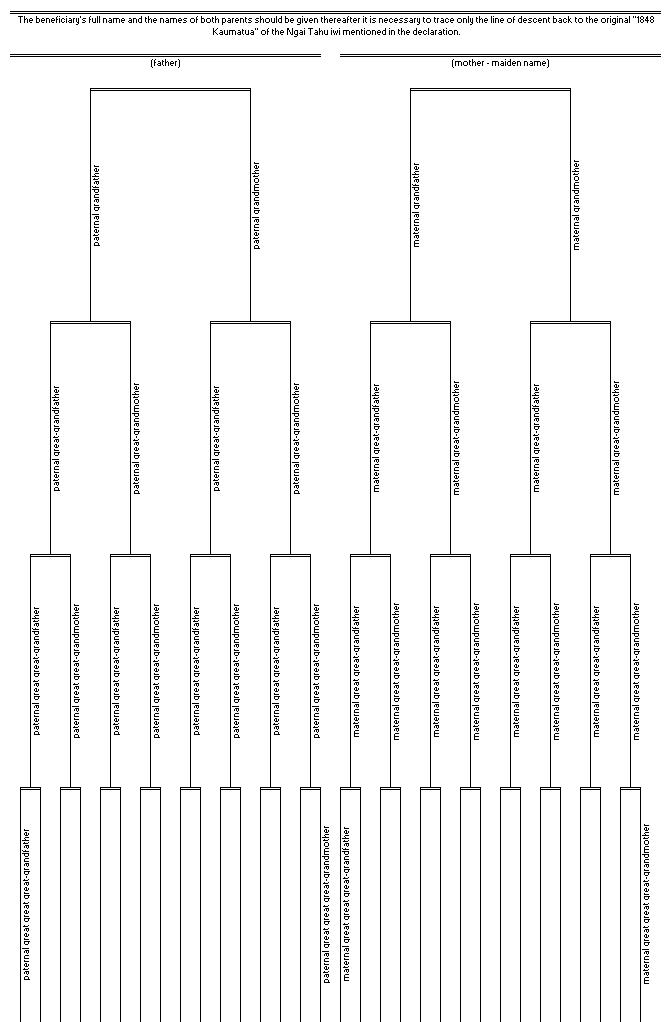 The beneficiary's full name and the names of both parents should be given thereafter it is necessary to trace only the line of descent back to the original "1848
Kaumatua" of the Ngai Tahu iwi mentioned in the declaration.
(father)
(mother - maiden name)
paternal grandfather
paternal grandmother
maternal grandfather
maternal grandmother
paternal great-grandfather
paternal great-grandmother
paternal great-grandfather
paternal great-grandmother
maternal great-grandfather
maternal great-grandmother
maternal great-grandfather
maternal great-grandmother
paternal great great-grandfather
paternal great great-grandmother
paternal great great-grandfather
paternal great great-grandmother
paternal great great-grandfather
paternal great great-grandmother
paternal great great-grandfather
paternal great great-grandmother
maternal great great-grandfather
maternal great great-grandmother
maternal great great-grandfather
maternal great great-grandmother
maternal great great-grandfather
maternal great great-grandmother
maternal great great-grandfather
maternal great great-grandmother
paternal great great great-grandfather
paternal great great great-grandmother
maternal great great great-grandfather
maternal great great great-grandmother